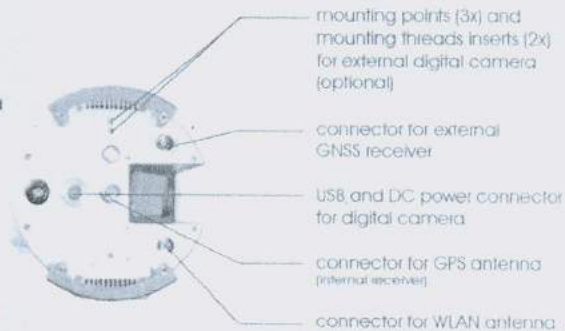 mounting points (3x) and
mounting threads inserts (2x)
for external digital camera
(optional)
connector for external
GNSS receiver
USB and DC power connector
for digital camera
connector for GPS antenna
(internal receiver)
connector for WLAN antenna